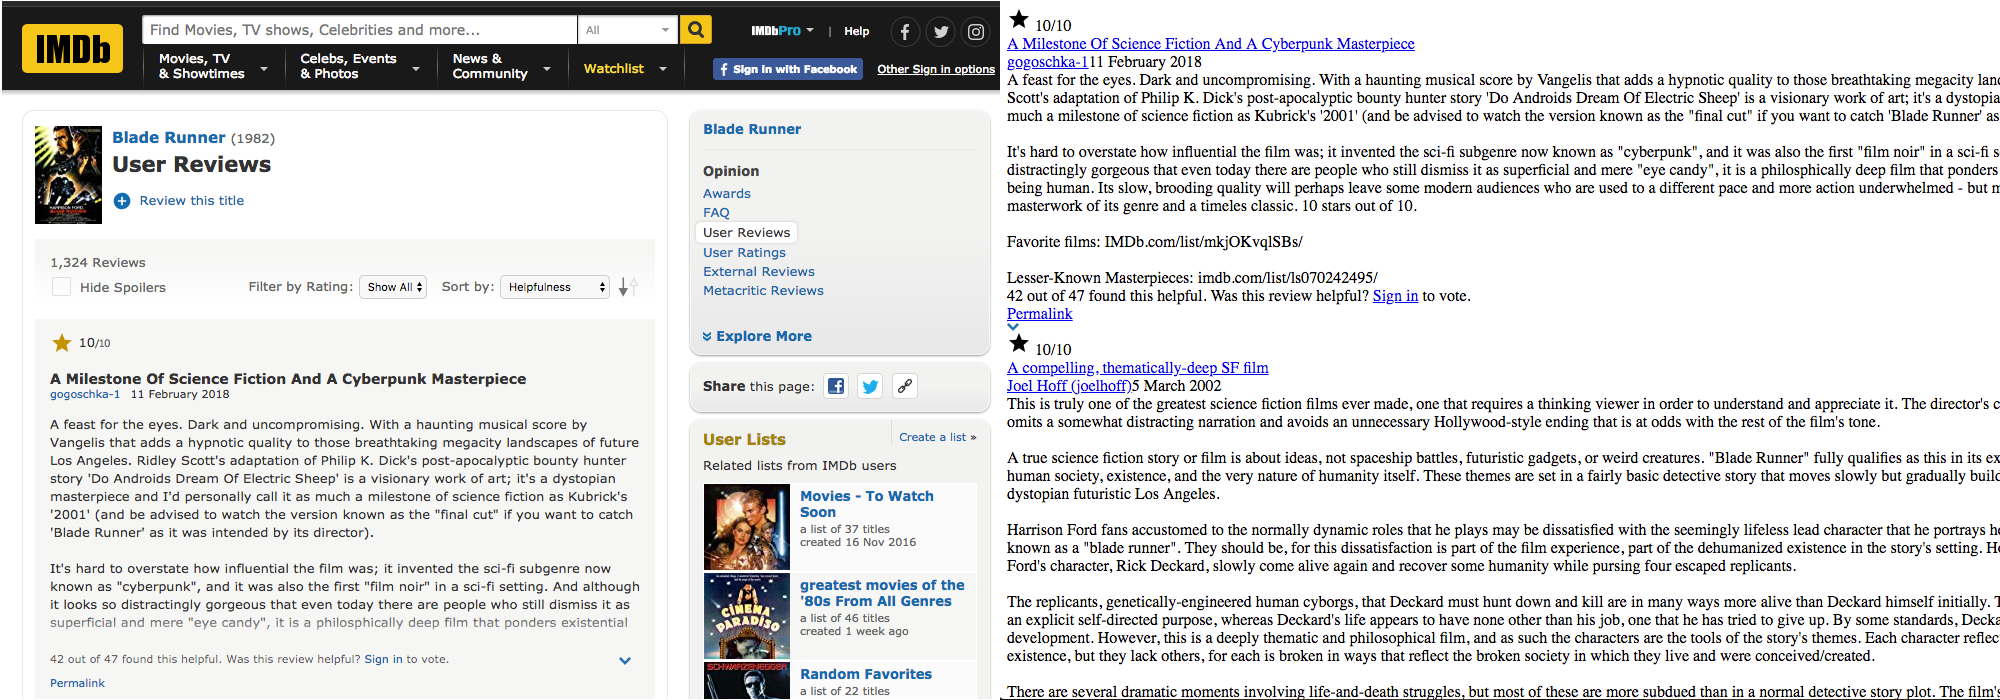 IMDb
Find Movies, TV shows, Celebrities and more...
All
IMDbPro
|
Help
Movies, TV
& Showtimes
Celebs, Events
& Photos
News &
Community
Watchlist
f Sign in with Facebook
Other Sign in options
Blade Runner (1982)
User Reviews
Review this title
HARRISON FORD
1,324 Reviews
Hide Spoilers
Filter by Rating: Show All
Sort by: Helpfulness
10/10
A Milestone Of Science Fiction And A Cyberpunk Masterpiece
gogoschka-1 11 February 2018
A feast for the eyes. Dark and uncompromising. With a haunting musical score by
Vangelis that adds a hypnotic quality to those breathtaking megacity landscapes of future
Los Angeles. Ridley Scott's adaptation of Philip K. Dick's post-apocalyptic bounty hunter
story 'Do Androids Dream Of Electric Sheep' is a visionary work of art; it's a dystopian
masterpiece and I'd personally call it as much a milestone of science fiction as Kubrick's
'2001' (and be advised to watch the version known as the "final cut" if you want to catch
'Blade Runner' as it was intended by its director).
It's hard to overstate how influential the film was; it invented the sci-fi subgenre now
known as "cyberpunk", and it was also the first "film noir" in a sci-fi setting. And although
it looks so distractingly gorgeous that even today there are people who still dismiss it as
superficial and mere "eye candy", it is a philosphically deep film that ponders existential
42 out of 47 found this helpful. Was this review helpful? Sign in to vote.
Permalink
Blade Runner
Opinion
Awards
FAQ
User Reviews
User Ratings
External Reviews
Metacritic Reviews
Explore More
Share this page:
User Lists
Create a list »
Related lists from IMDb users
Movies - To Watch
Soon
a list of 37 titles
created 16 Nov 2016
CINEMA
PARADISO
greatest movies of the
'80s From All Genres
a list of 46 titles
created 1 week ago
SCHWARZENEGGER
Random Favorites
a list of 22 titles
10/10
A Milestone Of Science Fiction And A Cyberpunk Masterpiece
gogoschka-111 February 2018
A feast for the eyes. Dark and uncompromising. With a haunting musical score by Vangelis that adds a hypnotic quality to those breathtaking megacity
Scott's adaptation of Philip K. Dick's post-apocalyptic bounty hunter story 'Do Androids Dream Of Electric Sheep' is a visionary work of art; it's a dystopia
much a milestone of science fiction as Kubrick's '2001' (and be advised to watch the version known as the "final cut" if you want to catch 'Blade Runner' as
It's hard to overstate how influential the film was; it invented the sci-fi subgenre now known as "cyberpunk", and it was also the first "film noir" in a sci-fi
distractingly gorgeous that even today there are people who still dismiss it as superficial and mere "eye candy", it is a philosphically deep film that ponders
being human. Its slow, brooding quality will perhaps leave some modern audiences who are used to a different pace and more action underwhelmed - but
masterwork of its genre and a timeles classic. 10 stars out of 10.
Favorite films: IMDb.com/list/mkjOKvqlSBs/
Lesser-Known Masterpieces: imdb.com/list/ls070242495/
42 out of 47 found this helpful. Was this review helpful? Sign in to vote.
Permalink
10/10
A compelling, thematically-deep SF film
Joel Hoff (joelhoff)5 March 2002
This is truly one of the greatest science fiction films ever made, one that requires a thinking viewer in order to understand and appreciate it. The director's
omits a somewhat distracting narration and avoids an unnecessary Hollywood-style ending that is at odds with the rest of the film's tone.
A true science fiction story or film is about ideas, not spaceship battles, futuristic gadgets, or weird creatures. "Blade Runner" fully qualifies as this in its
human society, existence, and the very nature of humanity itself. These themes are set in a fairly basic detective story that moves slowly but gradually
dystopian futuristic Los Angeles.
Harrison Ford fans accustomed to the normally dynamic roles that he plays may be dissatisfied with the seemingly lifeless lead character that he portrays
known as a "blade runner". They should be, for this dissatisfaction is part of the film experience, part of the dehumanized existence in the story's setting.
Ford's character, Rick Deckard, slowly come alive again and recover some humanity while pursing four escaped replicants.
The replicants, genetically-engineered human cyborgs, that Deckard must hunt down and kill are in many ways more alive than Deckard himself initially.
an explicit self-directed purpose, whereas Deckard's life appears to have none other than his job, one that he has tried to give up. By some standards,
development. However, this is a deeply thematic and philosophical film, and as such the characters are the tools of the story's themes. Each character
existence, but they lack others, for each is broken in ways that reflect the broken society in which they live and were conceived/created.
There are several dramatic moments involving life-and-death struggles, but most of these are more subdued than in a normal detective story plot. The film's